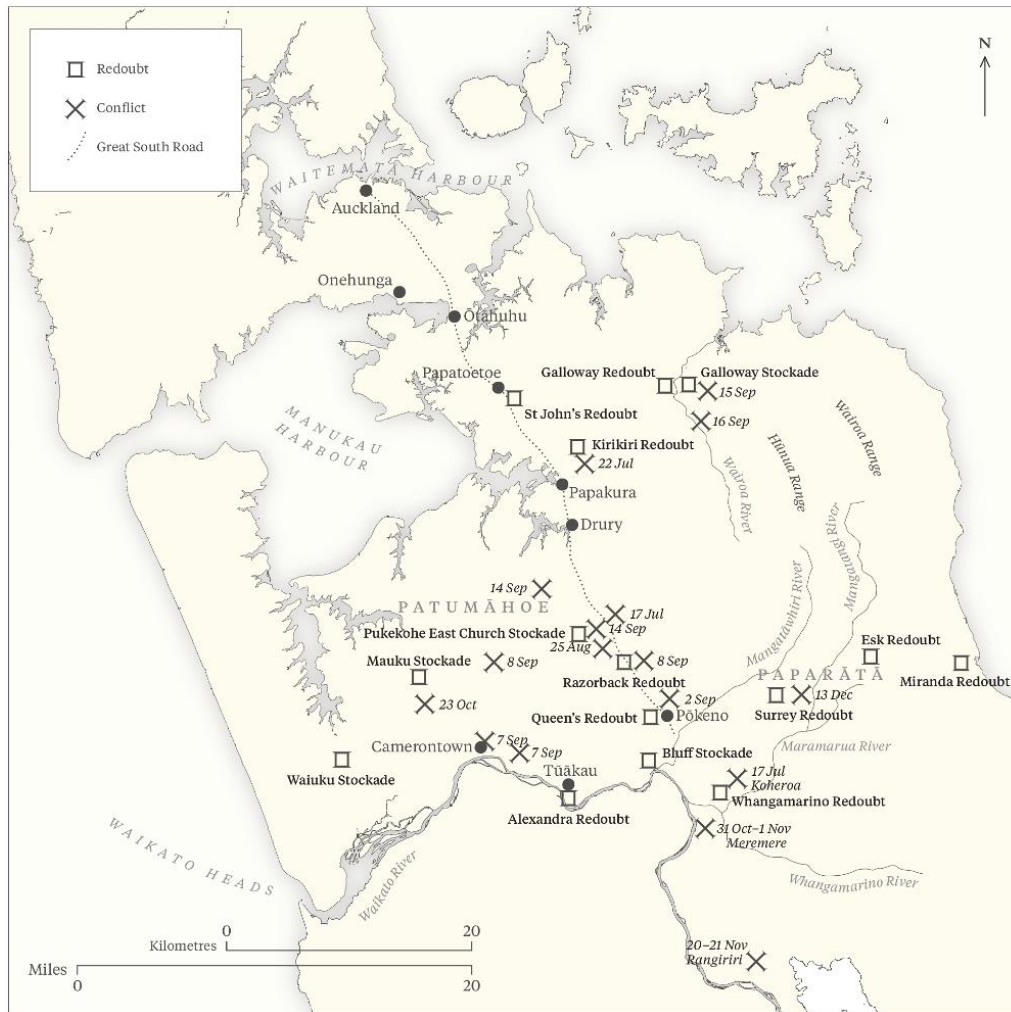 Redoubt
Conflict
Great South Road
N
WAITEMATĀ HARBOUR
Auckland
Onehunga
Ōtāhuhu
Papatoetoe
St John's Redoubt
Galloway Redoubt
Galloway Stockade
15 Sep
16 Sep
MANUKAU
HARBOUR
Kirikiri Redoubt
22 Jul
Papakura
Drury
Wairoa River
Hūnua Range
Wairoa Range
14 Sep
PATUMĀHOE
17 Jul
14 Sep
Pukekohe East Church Stockade
25 Aug
Mangatāwhiri River
Mangatangi River
Mauku Stockade
8 Sep
8 Sep
Razorback Redoubt
Esk Redoubt
PAPARĀTĀ
Miranda Redoubt
23 Oct
2 Sep
13 Dec
Surrey Redoubt
Queen's Redoubt
Pōkeno
Camerontown
7 Sep
7 Sep
Maramarua River
Waiuku Stockade
Bluff Stockade
Tūākau
17 Jul
Koheroa
Whangamarino Redoubt
Alexandra Redoubt
31 Oct–1 Nov
Meremere
WAIKATO HEADS
Waikato River
Whangamarino River
20–21 Nov
Rangiriri
0 20
Kilometres
Miles
0 20